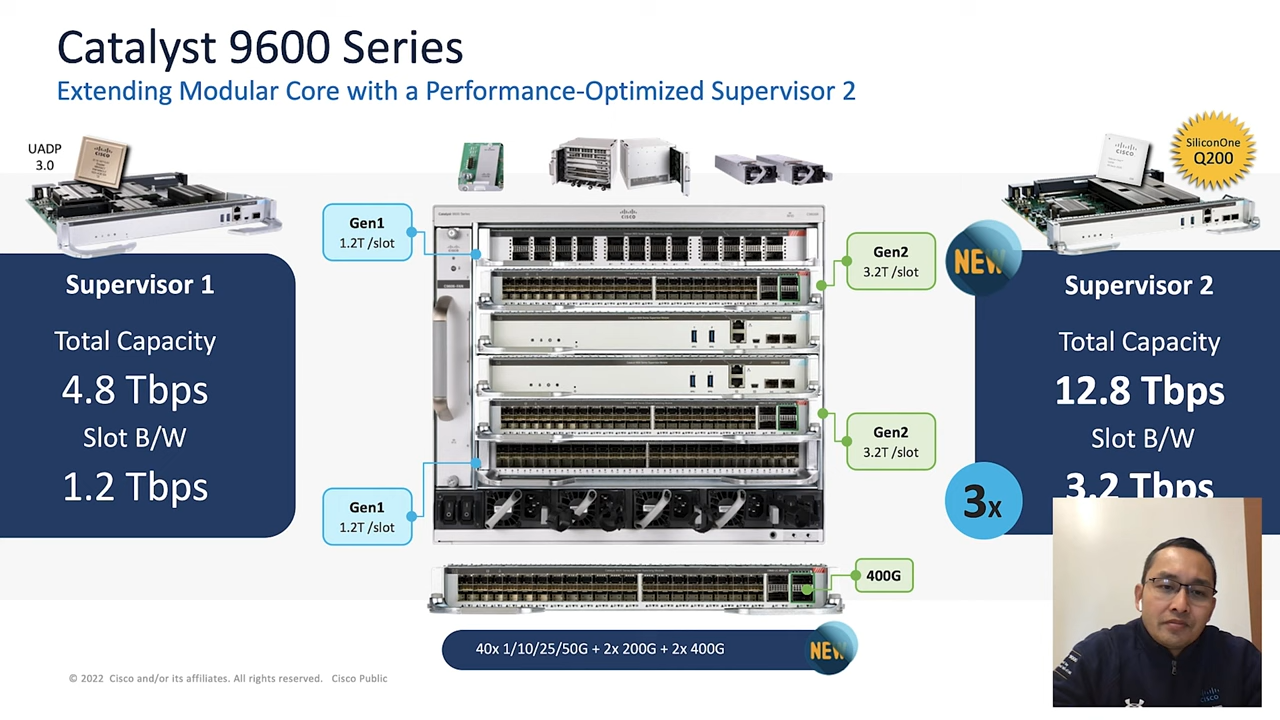 Catalyst 9600 Series
Extending Modular Core with a Performance-Optimized Supervisor 2
UADP
3.0
CISCO
CISCO
SiliconOne
Q200
CISCO
Gen1
1.2T /slot
Gen2
3.2T /slot
NEW
Supervisor 1
Total Capacity
4.8 Tbps
Slot B/W
1.2 Tbps
Supervisor 2
Total Capacity
12.8 Tbps
Slot B/W
3.2 Tbps
3x
Gen2
3.2T /slot
Gen1
1.2T /slot
400G
40x 1/10/25/50G + 2x 200G + 2x 400G
NEW
© 2022 Cisco and/or its affiliates. All rights reserved. Cisco Public
CISCO